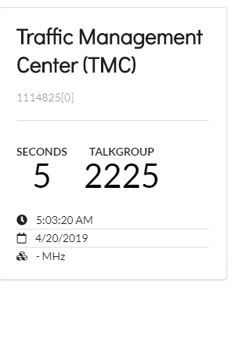 Traffic Management
Center (TMC)
1114825[0]
SECONDS TALKGROUP
5 2225
5:03:20 AM
4/20/2019
- MHz